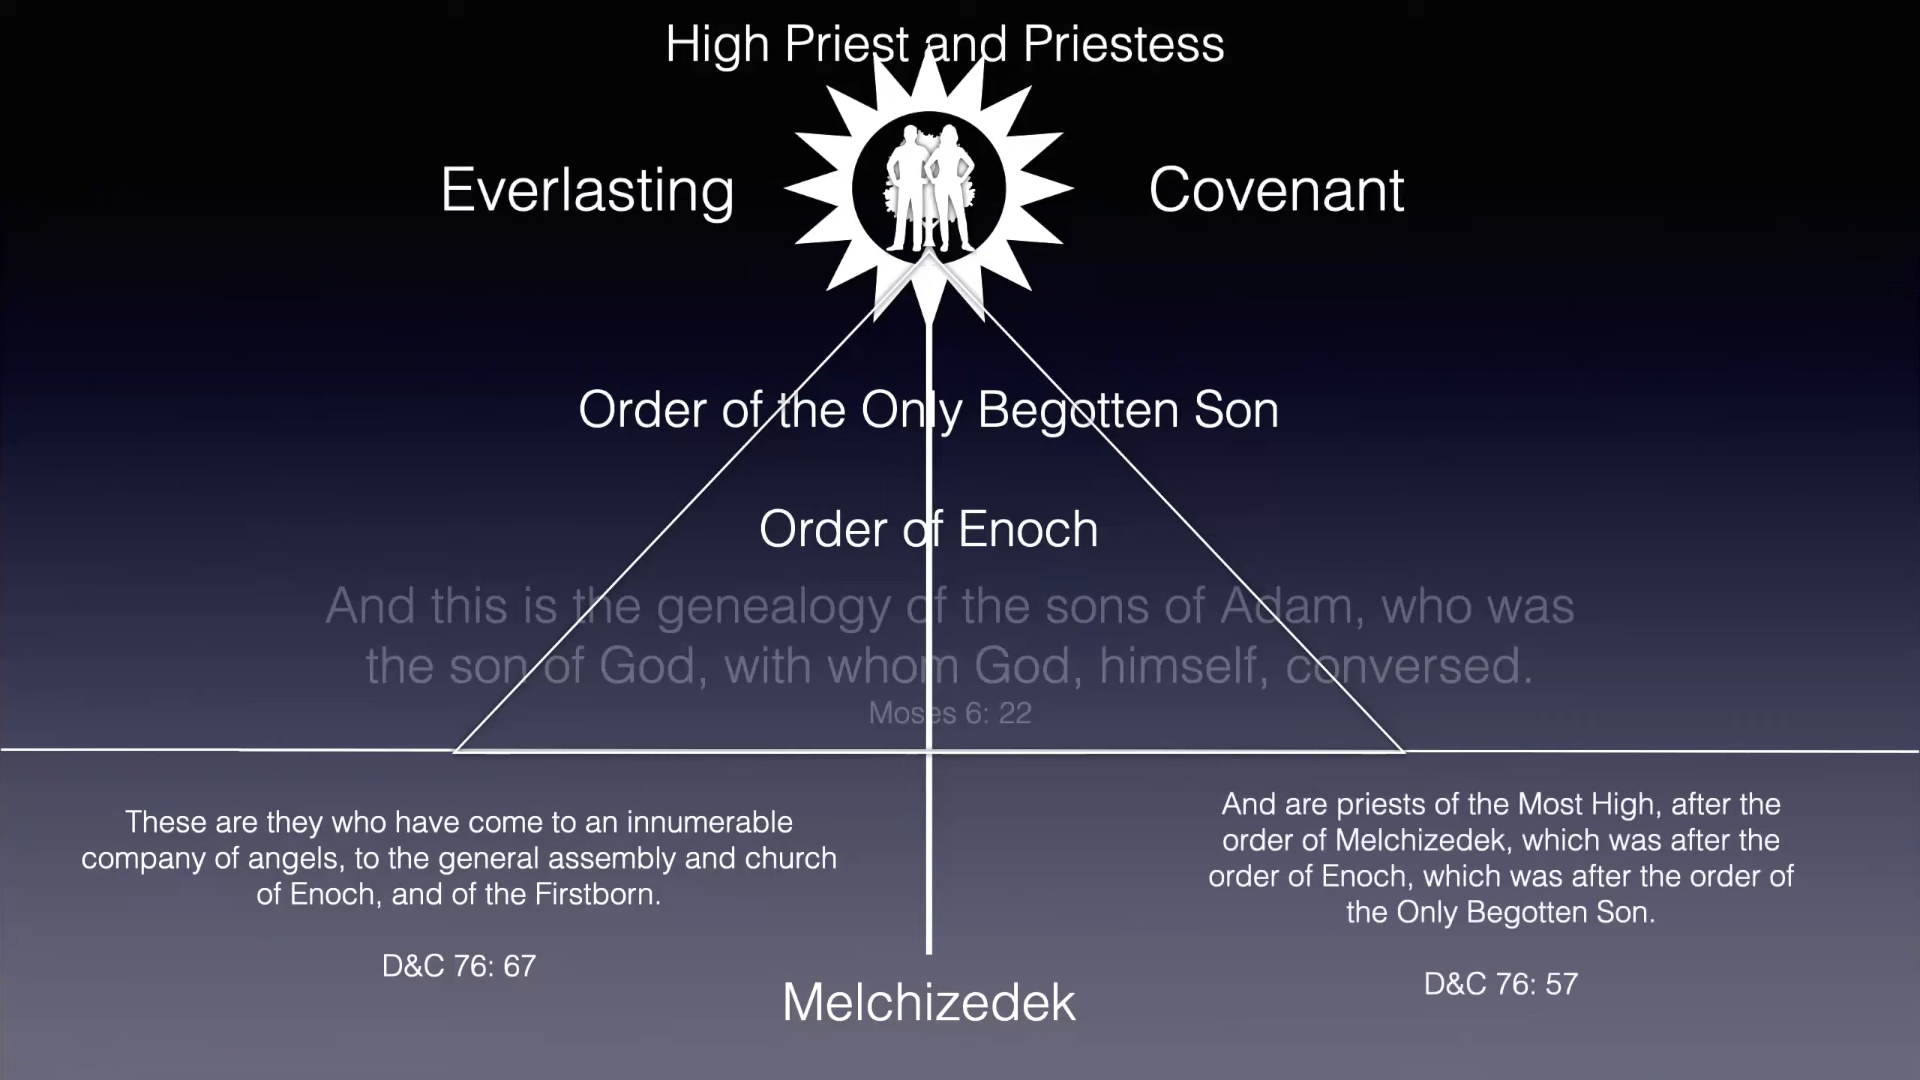 High Priest and Priestess
Everlasting
Covenant
Order of the Only Begotten Son
Order of Enoch
And this is the genealogy of the sons of Adam, who was
the son of God, with whom God, himself, conversed.
Moses 6: 22
These are they who have come to an innumerable
company of angels, to the general assembly and church
of Enoch, and of the Firstborn.
D&C 76: 67
And are priests of the Most High, after the
order of Melchizedek, which was after the
order of Enoch, which was after the order of
the Only Begotten Son.
D&C 76: 57
Melchizedek